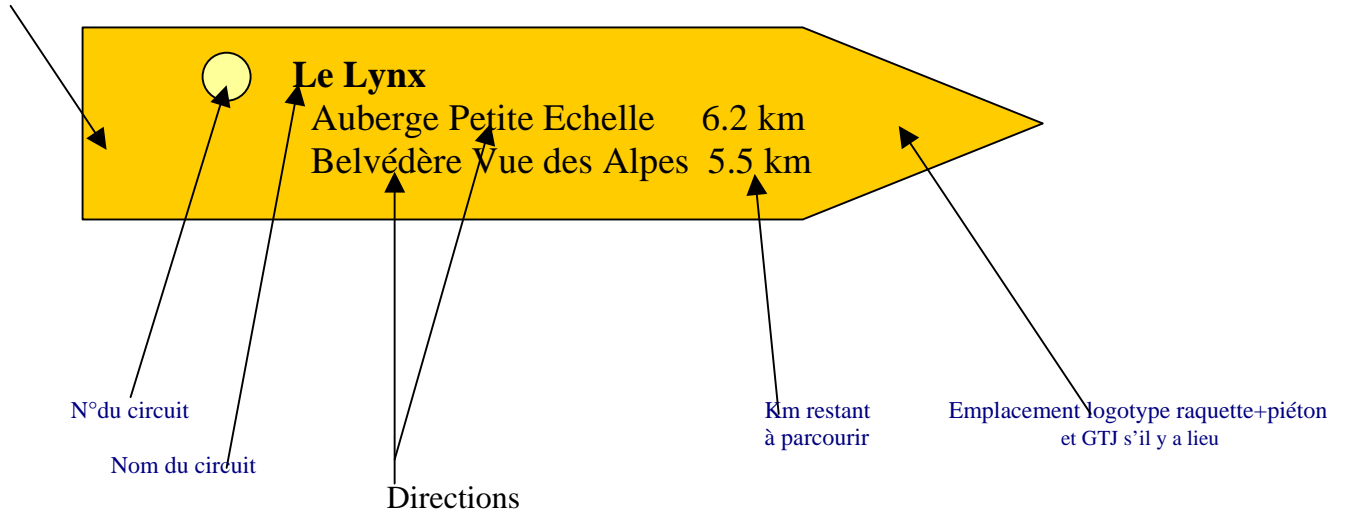 Le Lynx
Auberge Petite Echelle 6.2 km
Belvédère Vue des Alpes 5.5 km
N°du circuit
Nom du circuit
Directions
Km restant
à parcourir
Emplacement logotype raquette+piéton
et GTJ s'il y a lieu